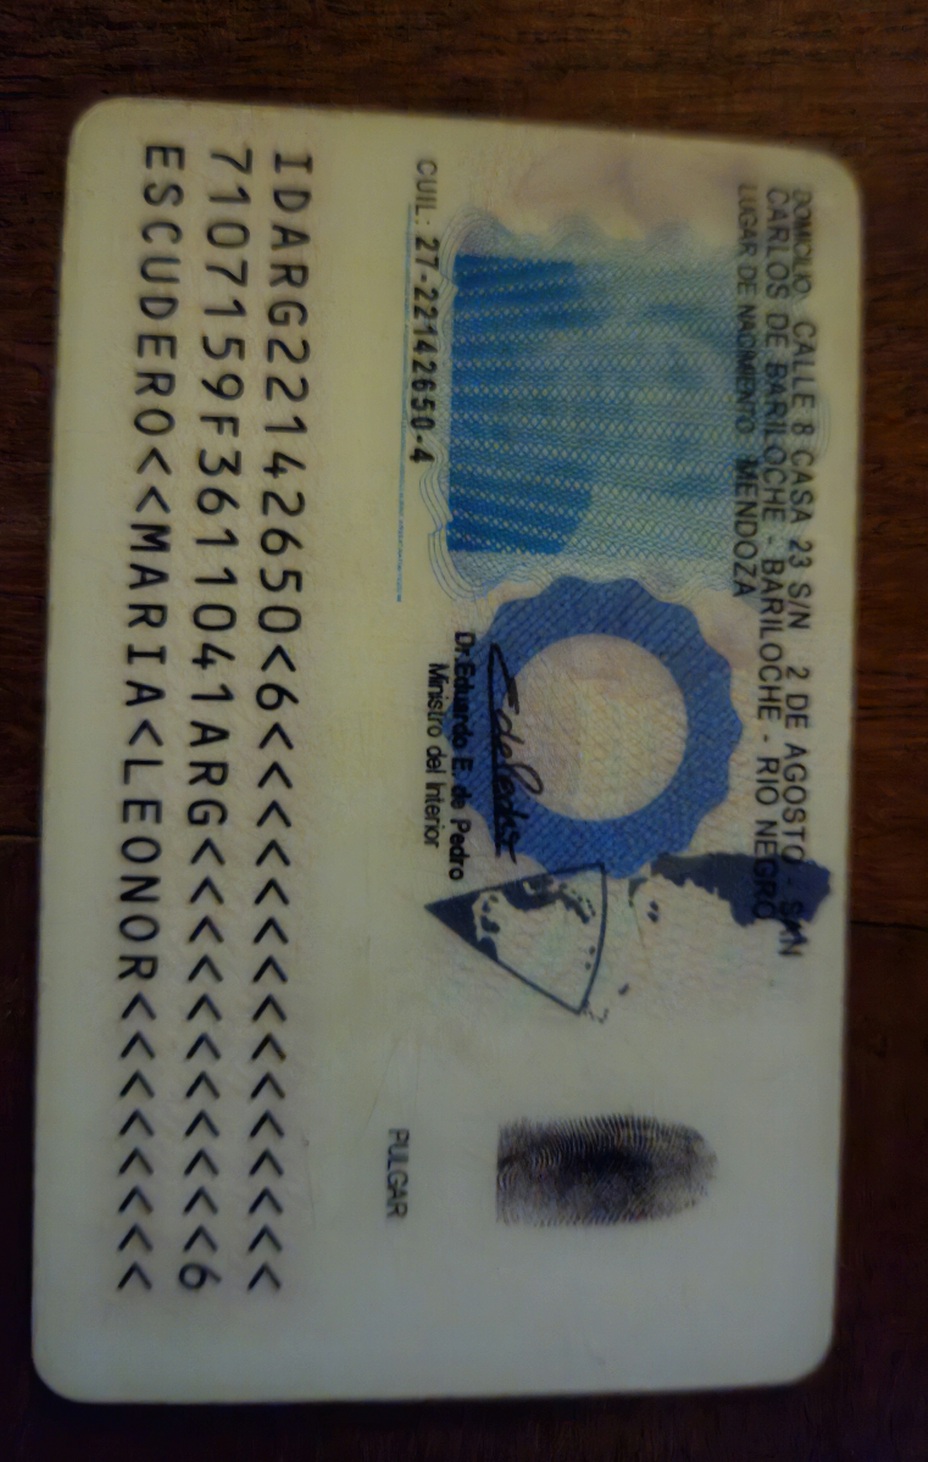 DOMICILIO: CALLE 8 CASA 23 S/N 2 DE AGOSTO - SAN
CARLOS DE BARILOCHE - BARILOCHE - RIO NEGRO
LUGAR DE NACIMIENTO: MENDOZA
Dr. Eduardo E. de Pedro
Ministro del Interior
CUIL: 27-22142650-4
PULGAR
IDARG22142650<6<<<<<<<<<<<<<<<
7107159F3611041ARG<<<<<<<<<<<6
ESCUDERO<<MARIA<LEONOR<<<<<<<<